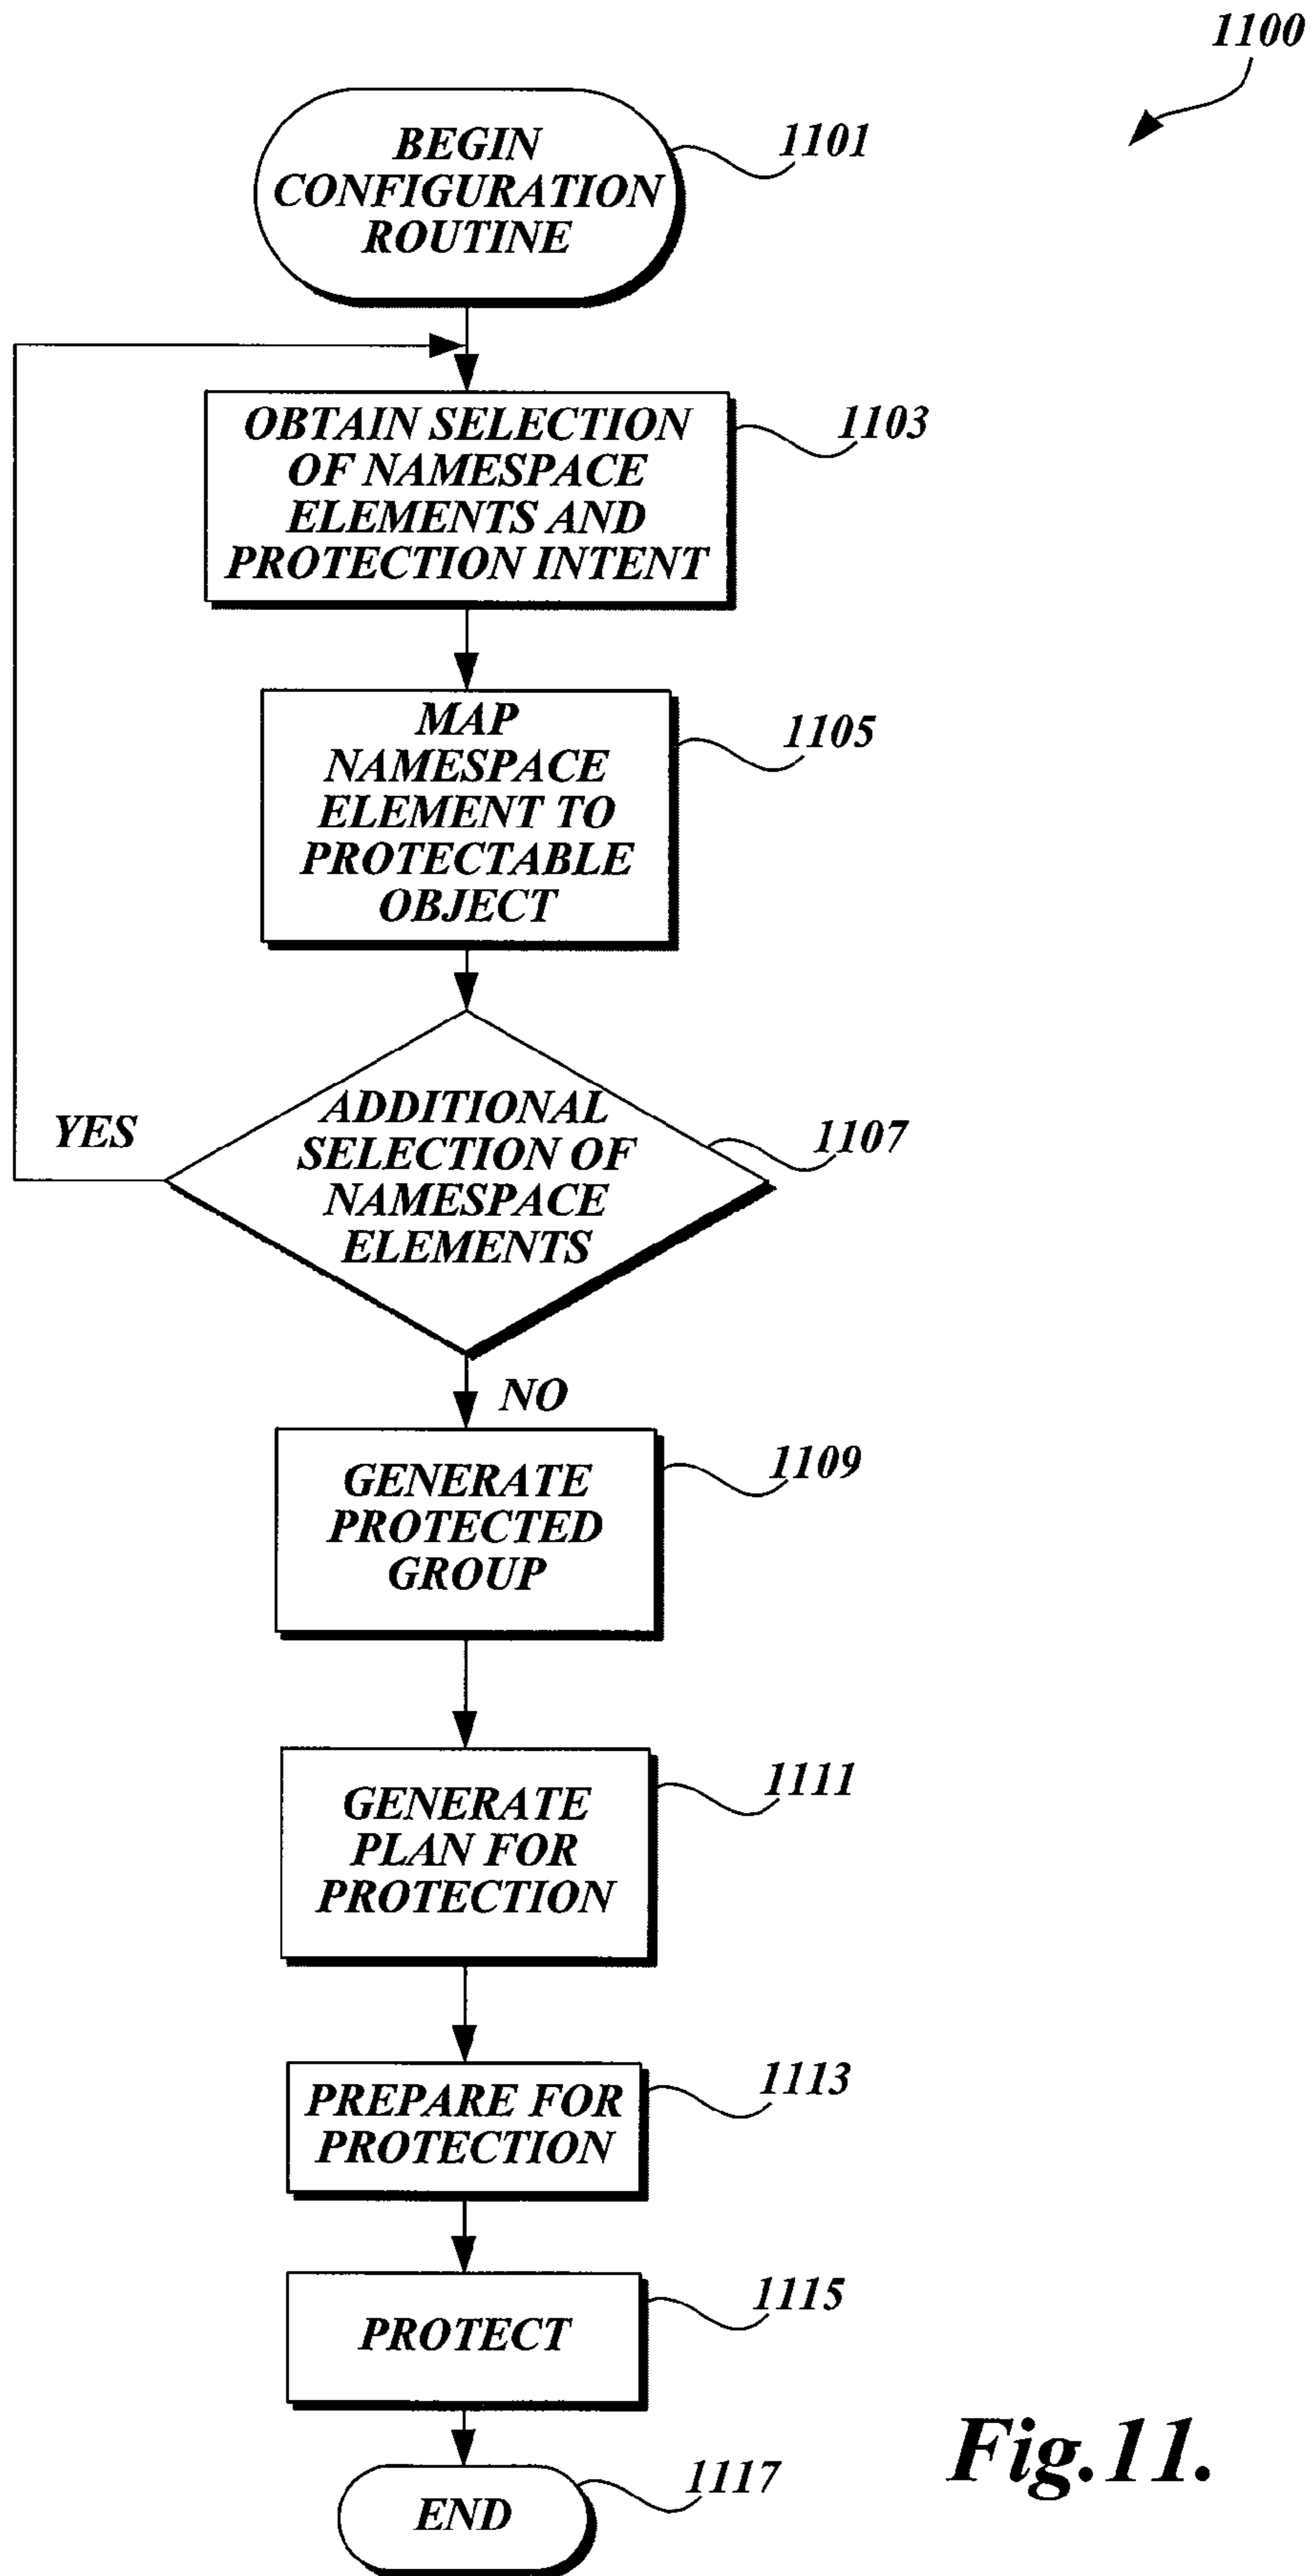 1100
BEGIN
CONFIGURATION
ROUTINE
1101
OBTAIN SELECTION
OF NAMESPACE
ELEMENTS AND
PROTECTION INTENT
1103
MAP
NAMESPACE
ELEMENT TO
PROTECTABLE
OBJECT
1105
ADDITIONAL
SELECTION OF
NAMESPACE
ELEMENTS
1107
YES
NO
GENERATE
PROTECTED
GROUP
1109
GENERATE
PLAN FOR
PROTECTION
1111
PREPARE FOR
PROTECTION
1113
PROTECT
1115
END
1117
Fig.11.